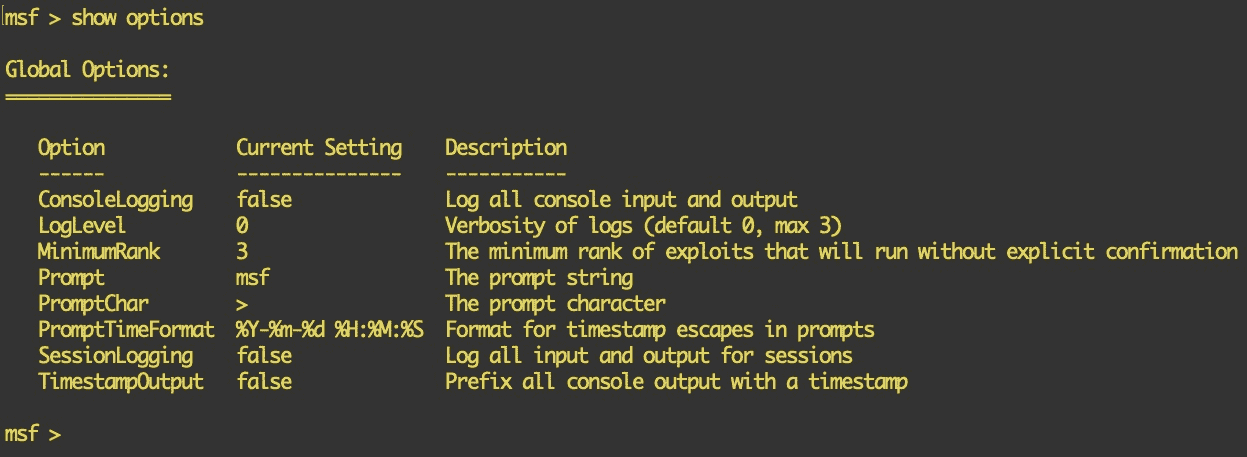 msf > show options
Global Options:
===============
Option Current Setting Description
------ --------------- -----------
ConsoleLogging false Log all console input and output
LogLevel 0 Verbosity of logs (default 0, max 3)
MinimumRank 3 The minimum rank of exploits that will run without explicit confirmation
Prompt msf The prompt string
PromptChar > The prompt character
PromptTimeFormat %Y-%m-%d %H:%M:%S Format for timestamp escapes in prompts
SessionLogging false Log all input and output for sessions
TimestampOutput false Prefix all console output with a timestamp
msf >